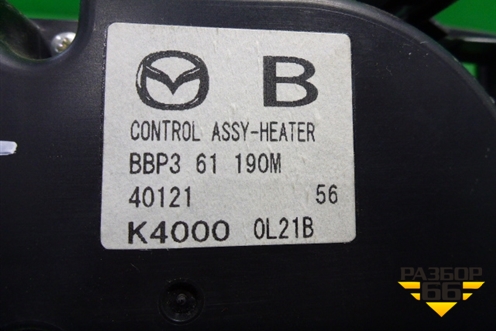 B
CONTROL ASSY-HEATER
BBP3 61 190M
40121 56
K4000 0L21B
РАЗБОР
66